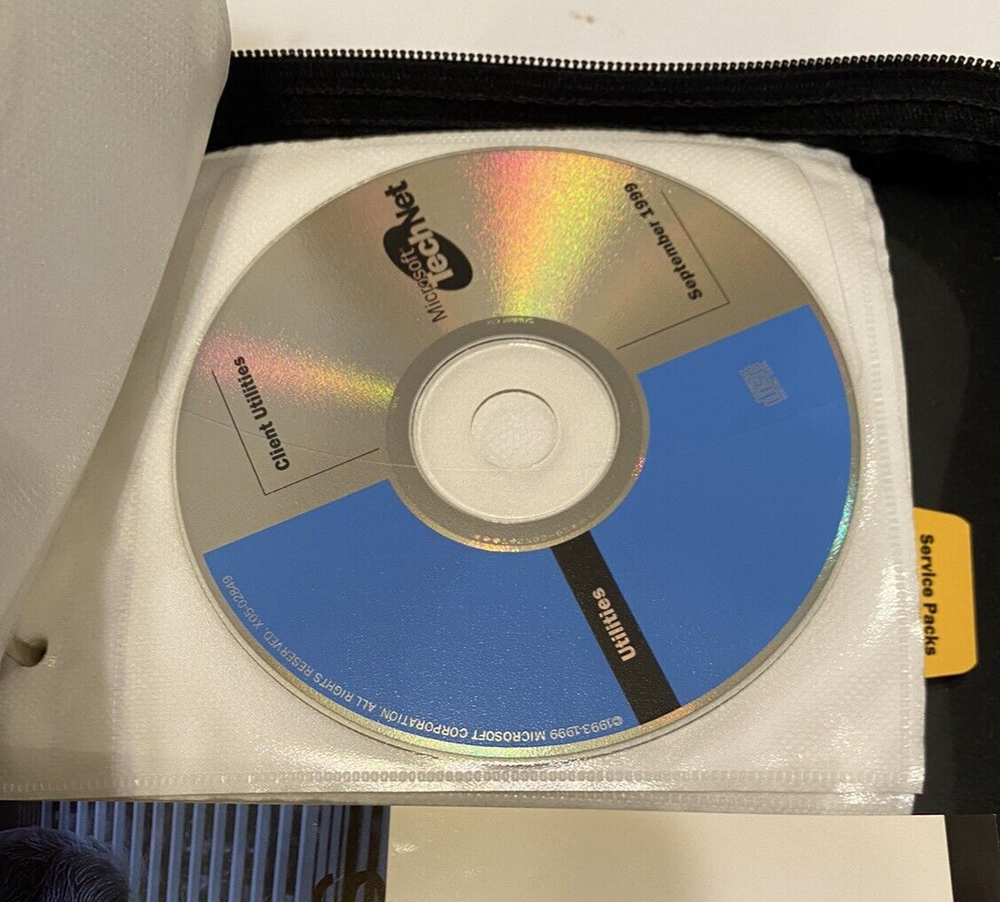 Microsoft
TechNet
September 1999
Client Utilities
Utilities
©1993-1999 MICROSOFT CORPORATION. ALL RIGHTS RESERVED. X05-02849
Service Packs